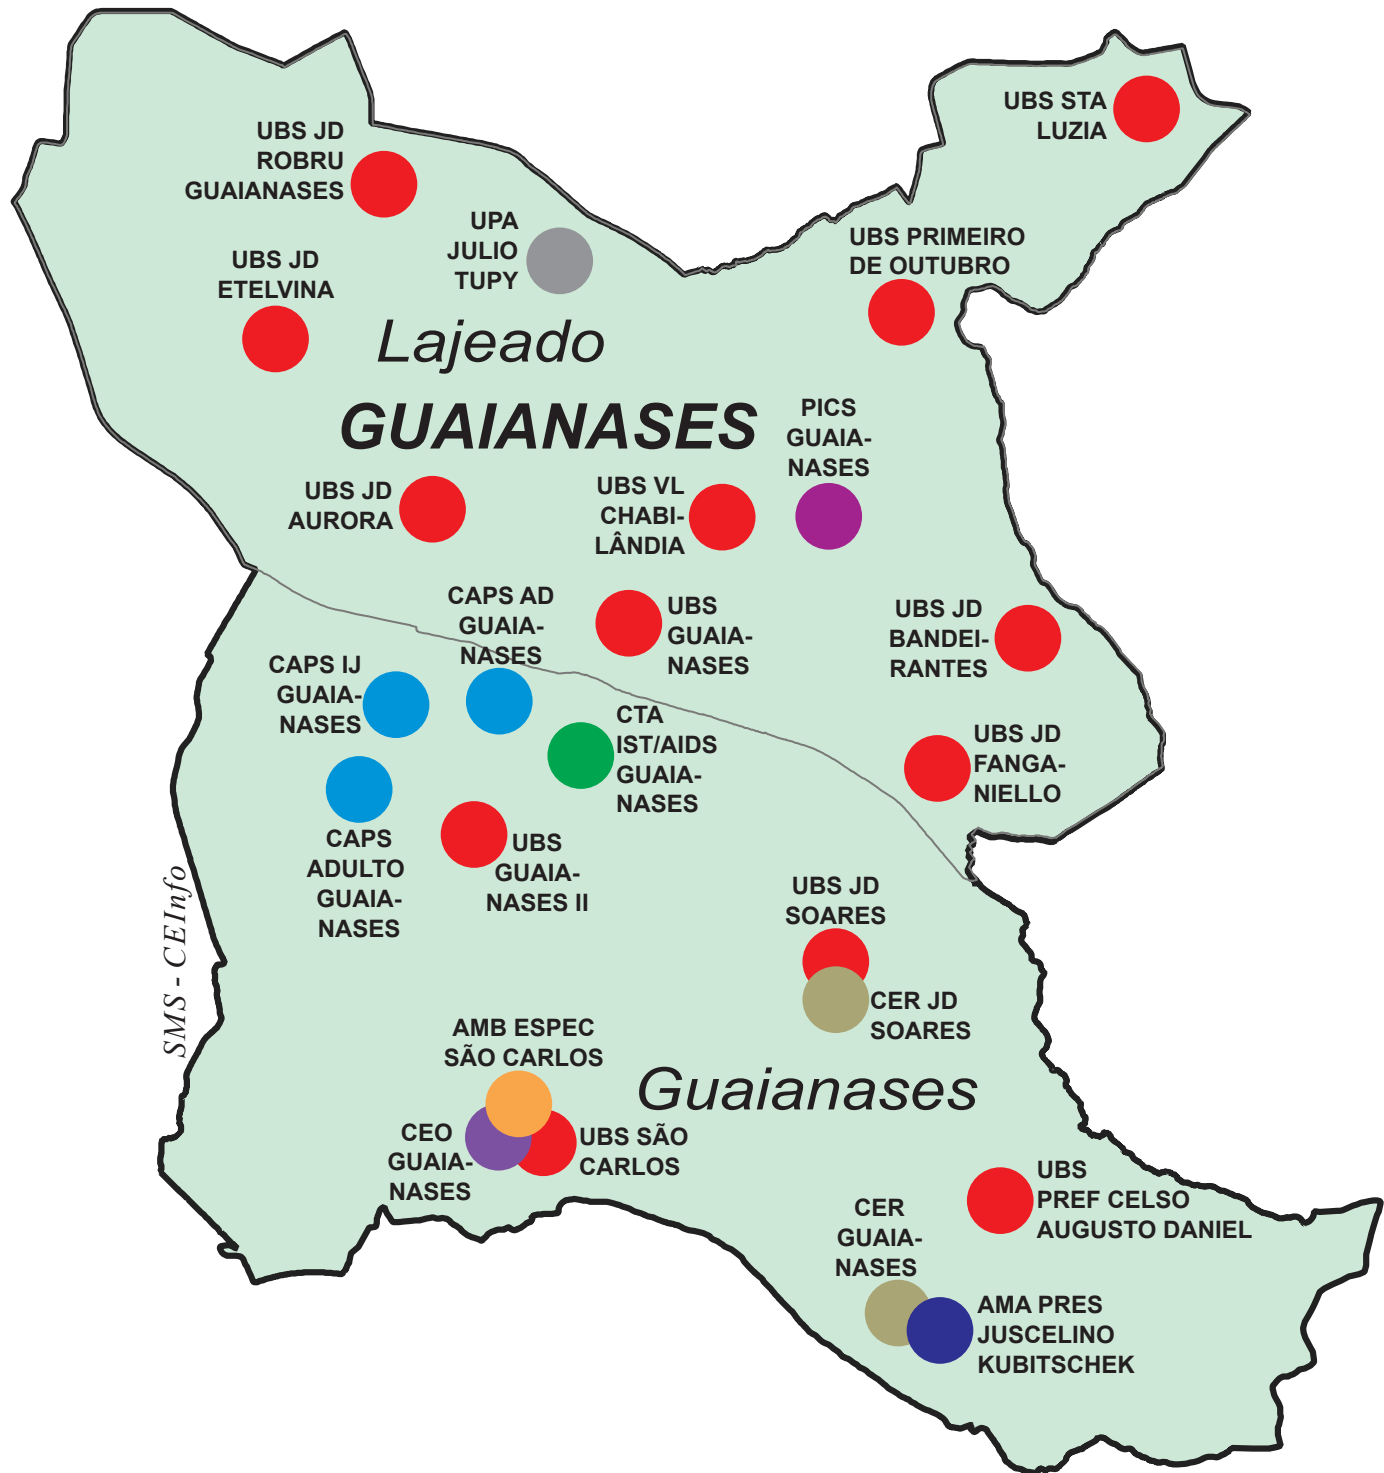 UBS STA
LUZIA
UBS JD
ROBRU
GUAIANASES
UPA
JULIO
TUPY
UBS PRIMEIRO
DE OUTUBRO
UBS JD
ETELVINA
Lajeado
GUAIANASES
PICS
GUAIA-
NASES
UBS JD
AURORA
UBS VL
CHABI-
LÂNDIA
CAPS AD
GUAIA-
NASES
UBS
GUAIA-
NASES
UBS JD
BANDEI-
RANTES
CAPS IJ
GUAIA-
NASES
CTA
IST/AIDS
GUAIA-
NASES
UBS JD
FANGA-
NIELLO
CAPS
ADULTO
GUAIA-
NASES
UBS
GUAIA-
NASES II
UBS JD
SOARES
SMS - CEInfo
CER JD
SOARES
AMB ESPEC
SÃO CARLOS
Guaianases
CEO
GUAIA-
NASES
UBS SÃO
CARLOS
UBS
PREF CELSO
AUGUSTO DANIEL
CER
GUAIA-
NASES
AMA PRES
JUSCELINO
KUBITSCHEK